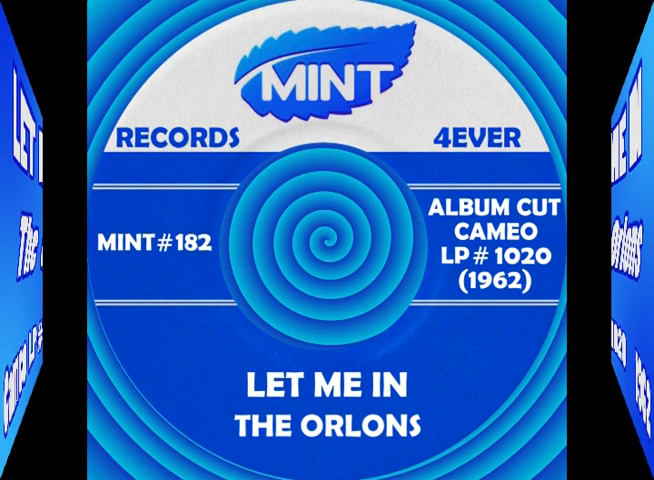 MINT
RECORDS
4EVER
MINT#182
ALBUM CUT
CAMEO
LP# 1020
(1962)
LET ME IN
THE ORLONS